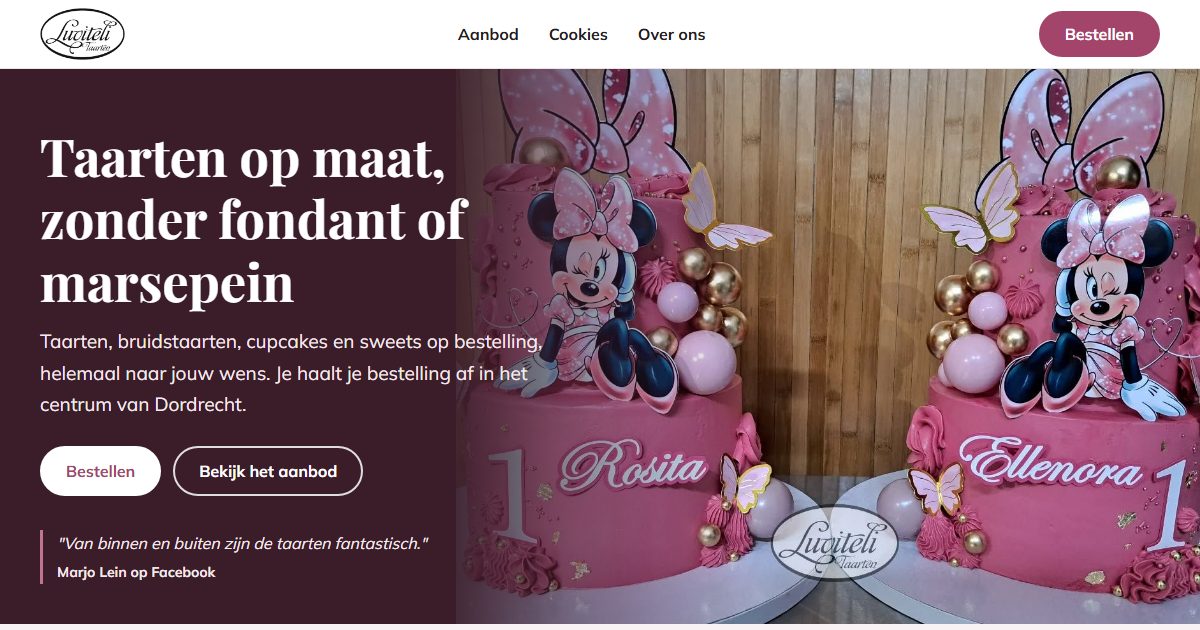 Luviteli
Taarten
Aanbod
Cookies
Over ons
Bestellen
Taarten op maat,
zonder fondant of
marsepein
Taarten, bruidstaarten, cupcakes en sweets op bestelling,
helemaal naar jouw wens. Je haalt je bestelling af in het
centrum van Dordrecht.
Bestellen
Bekijk het aanbod
"Van binnen en buiten zijn de taarten fantastisch."
Marjo Lein op Facebook
1
Rosita
Ellenora
1
Luviteli
Taarten